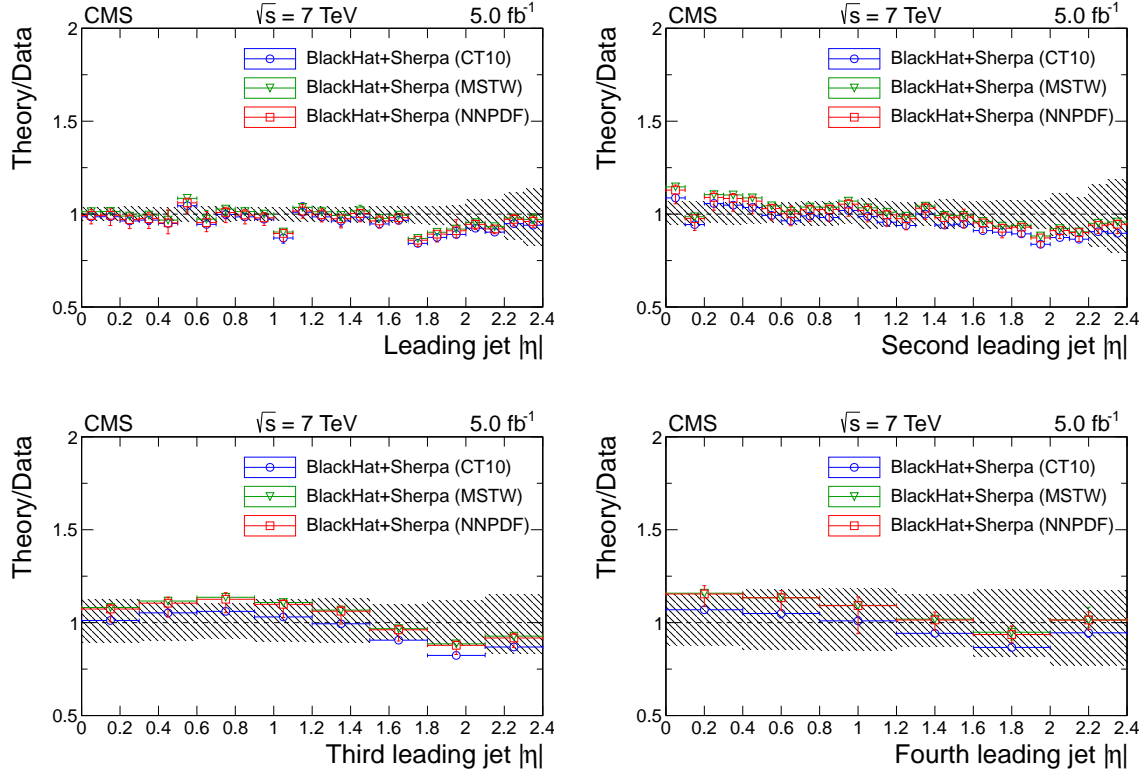 CMS √s = 7 TeV 5.0 fb-1
Theory/Data
2
1.5
1
0.5
BlackHat+Sherpa (CT10)
BlackHat+Sherpa (MSTW)
BlackHat+Sherpa (NNPDF)
0 0.2 0.4 0.6 0.8 1 1.2 1.4 1.6 1.8 2 2.2 2.4
Leading jet |η|
CMS √s = 7 TeV 5.0 fb-1
Theory/Data
2
1.5
1
0.5
BlackHat+Sherpa (CT10)
BlackHat+Sherpa (MSTW)
BlackHat+Sherpa (NNPDF)
0 0.2 0.4 0.6 0.8 1 1.2 1.4 1.6 1.8 2 2.2 2.4
Second leading jet |η|
CMS √s = 7 TeV 5.0 fb-1
Theory/Data
2
1.5
1
0.5
BlackHat+Sherpa (CT10)
BlackHat+Sherpa (MSTW)
BlackHat+Sherpa (NNPDF)
0 0.2 0.4 0.6 0.8 1 1.2 1.4 1.6 1.8 2 2.2 2.4
Third leading jet |η|
CMS √s = 7 TeV 5.0 fb-1
Theory/Data
2
1.5
1
0.5
BlackHat+Sherpa (CT10)
BlackHat+Sherpa (MSTW)
BlackHat+Sherpa (NNPDF)
0 0.2 0.4 0.6 0.8 1 1.2 1.4 1.6 1.8 2 2.2 2.4
Fourth leading jet |η|